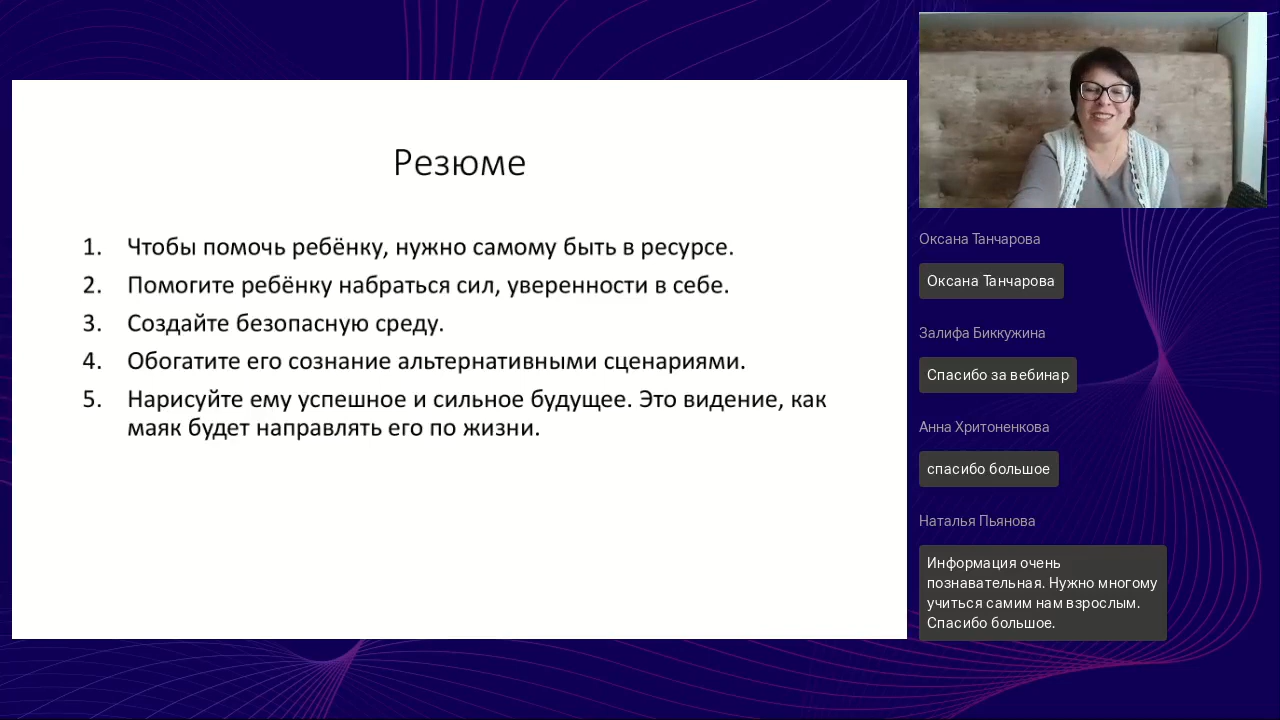 Резюме
1. Чтобы помочь ребёнку, нужно самому быть в ресурсе.
2. Помогите ребёнку набраться сил, уверенности в себе.
3. Создайте безопасную среду.
4. Обогатите его сознание альтернативными сценариями.
5. Нарисуйте ему успешное и сильное будущее. Это видение, как
маяк будет направлять его по жизни.
Оксана Танчарова
Оксана Танчарова
Залифа Биккужина
Спасибо за вебинар
Анна Хритоненкова
спасибо большое
Наталья Пьянова
Информация очень
познавательная. Нужно многому
учиться самим нам взрослым.
Спасибо большое.